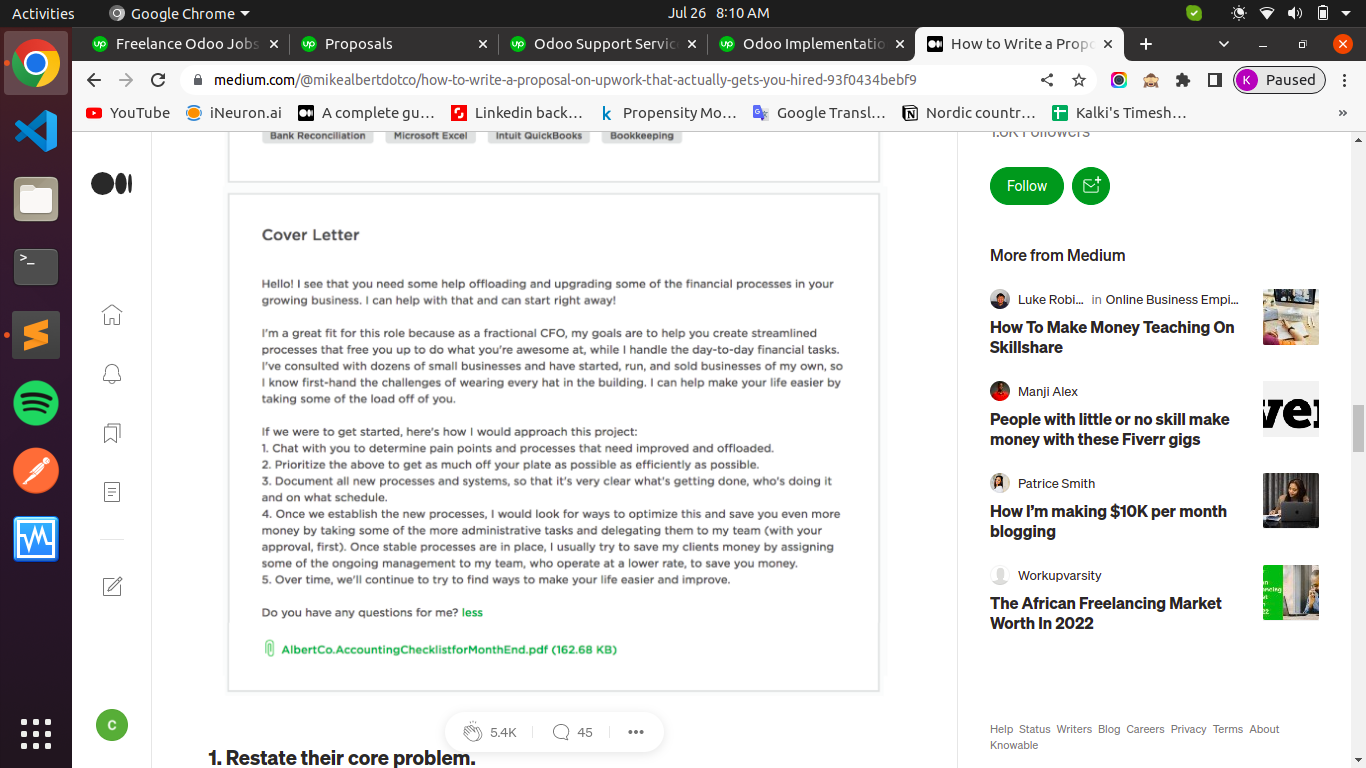 Activities
Google Chrome
Jul 26 8:10 AM
Freelance Odoo Jobs
Proposals
Odoo Support Servic
Odoo Implementatio
How to Write a Propo
medium.com/@mikealbertdotco/how-to-write-a-proposal-on-upwork-that-actually-gets-you-hired-93f0434bebf9
K Paused
YouTube
iNeuron.ai
A complete gu...
Linkedin back...
Propensity Mo...
Google Transl...
Nordic countr...
Kalki's Timesh...
»
Bank Reconciliation
Microsoft Excel
Intuit QuickBooks
Bookkeeping
Cover Letter
Hello! I see that you need some help offloading and upgrading some of the financial processes in your
growing business. I can help with that and can start right away!
I'm a great fit for this role because as a fractional CFO, my goals are to help you create streamlined
processes that free you up to do what you're awesome at, while I handle the day-to-day financial tasks.
I've consulted with dozens of small businesses and have started, run, and sold businesses of my own, so
I know first-hand the challenges of wearing every hat in the building. I can help make your life easier by
taking some of the load off of you.
If we were to get started, here's how I would approach this project:
1. Chat with you to determine pain points and processes that need improved and offloaded.
2. Prioritize the above to get as much off your plate as possible as efficiently as possible.
3. Document all new processes and systems, so that it's very clear what's getting done, who's doing it
and on what schedule.
4. Once we establish the new processes, I would look for ways to optimize this and save you even more
money by taking some of the more administrative tasks and delegating them to my team (with your
approval, first). Once stable processes are in place, I usually try to save my clients money by assigning
some of the ongoing management to my team, who operate at a lower rate, to save you money.
5. Over time, we'll continue to try to find ways to make your life easier and improve.
Do you have any questions for me? less
AlbertCo.AccountingChecklistforMonthEnd.pdf (162.68 KB)
5.4K
45
1. Restate their core problem.
C
1.6K Followers
Follow
More from Medium
Luke Robi... in Online Business Empi...
How To Make Money Teaching On
Skillshare
Manji Alex
People with little or no skill make
money with these Fiverr gigs
Patrice Smith
How I'm making $10K per month
blogging
Workupvarsity
The African Freelancing Market
Worth In 2022
Help Status Writers Blog Careers Privacy Terms About
Knowable